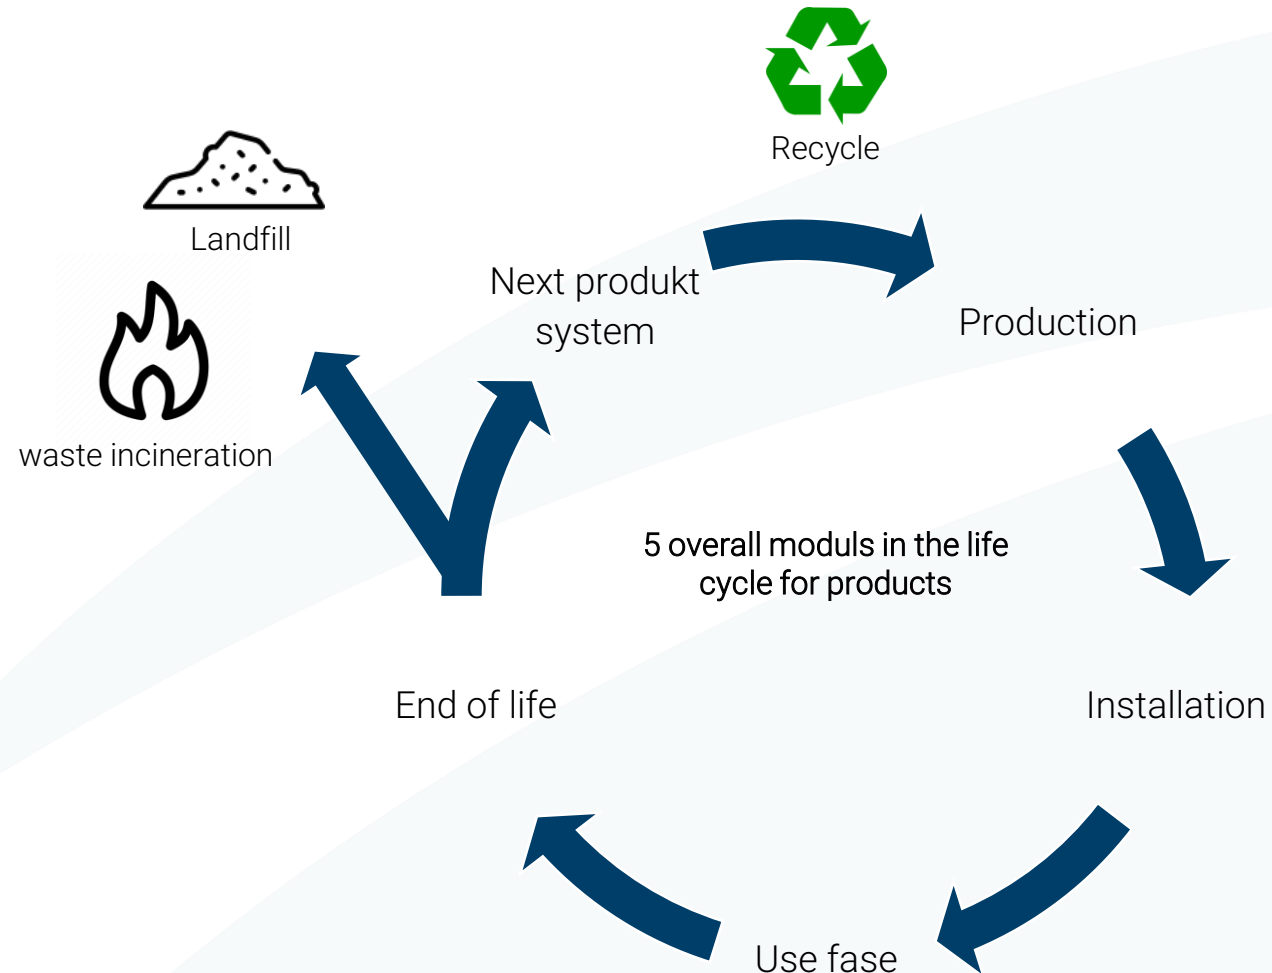 Recycle
Landfill
Next produkt
system
Production
waste incineration
5 overall moduls in the life
cycle for products
End of life
Installation
Use fase